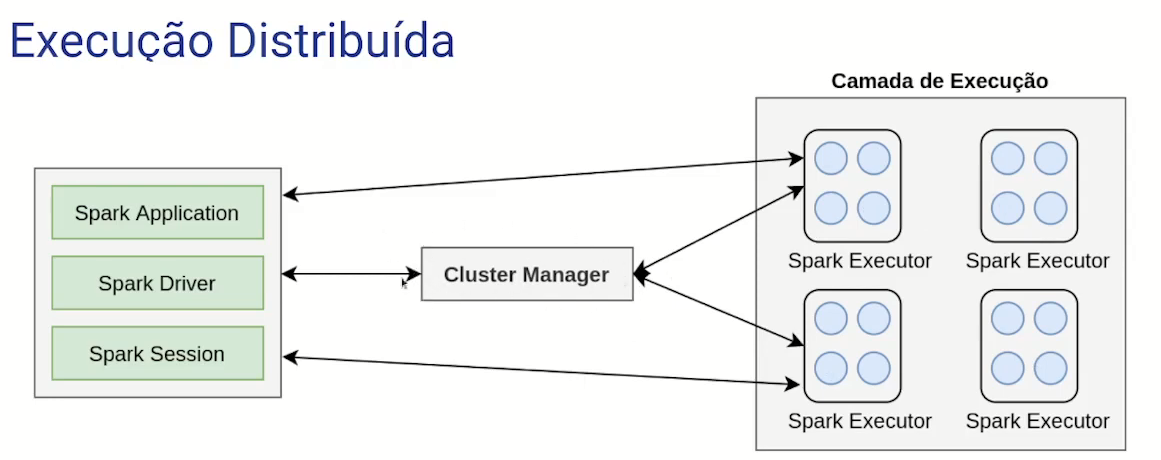 Execução Distribuída
Camada de Execução
Spark Application
Spark Driver
Spark Session
Cluster Manager
Spark Executor
Spark Executor
Spark Executor
Spark Executor